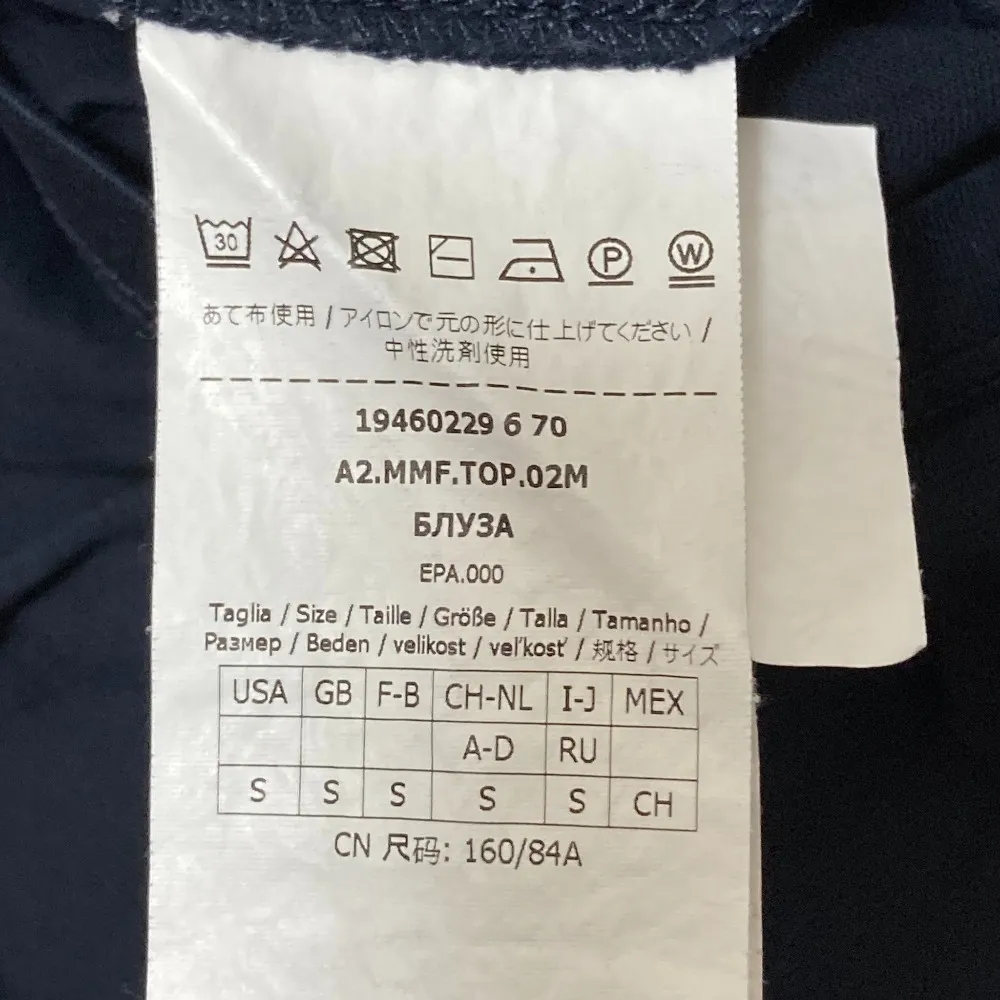 30 P W
あて布使用 / アイロンで元の形に仕上げてください /
中性洗剤使用
19460229 6 70
A2.MMF.TOP.02M
БЛУЗА
EPA.000
Taglia / Size / Taille / Größe / Talla / Tamanho /
Размер / Beden / velikost / veľkosť / 规格 / サイズ
USA GB F-B CH-NL I-J MEX
A-D RU
S S S S S CH
CN 尺码: 160/84A